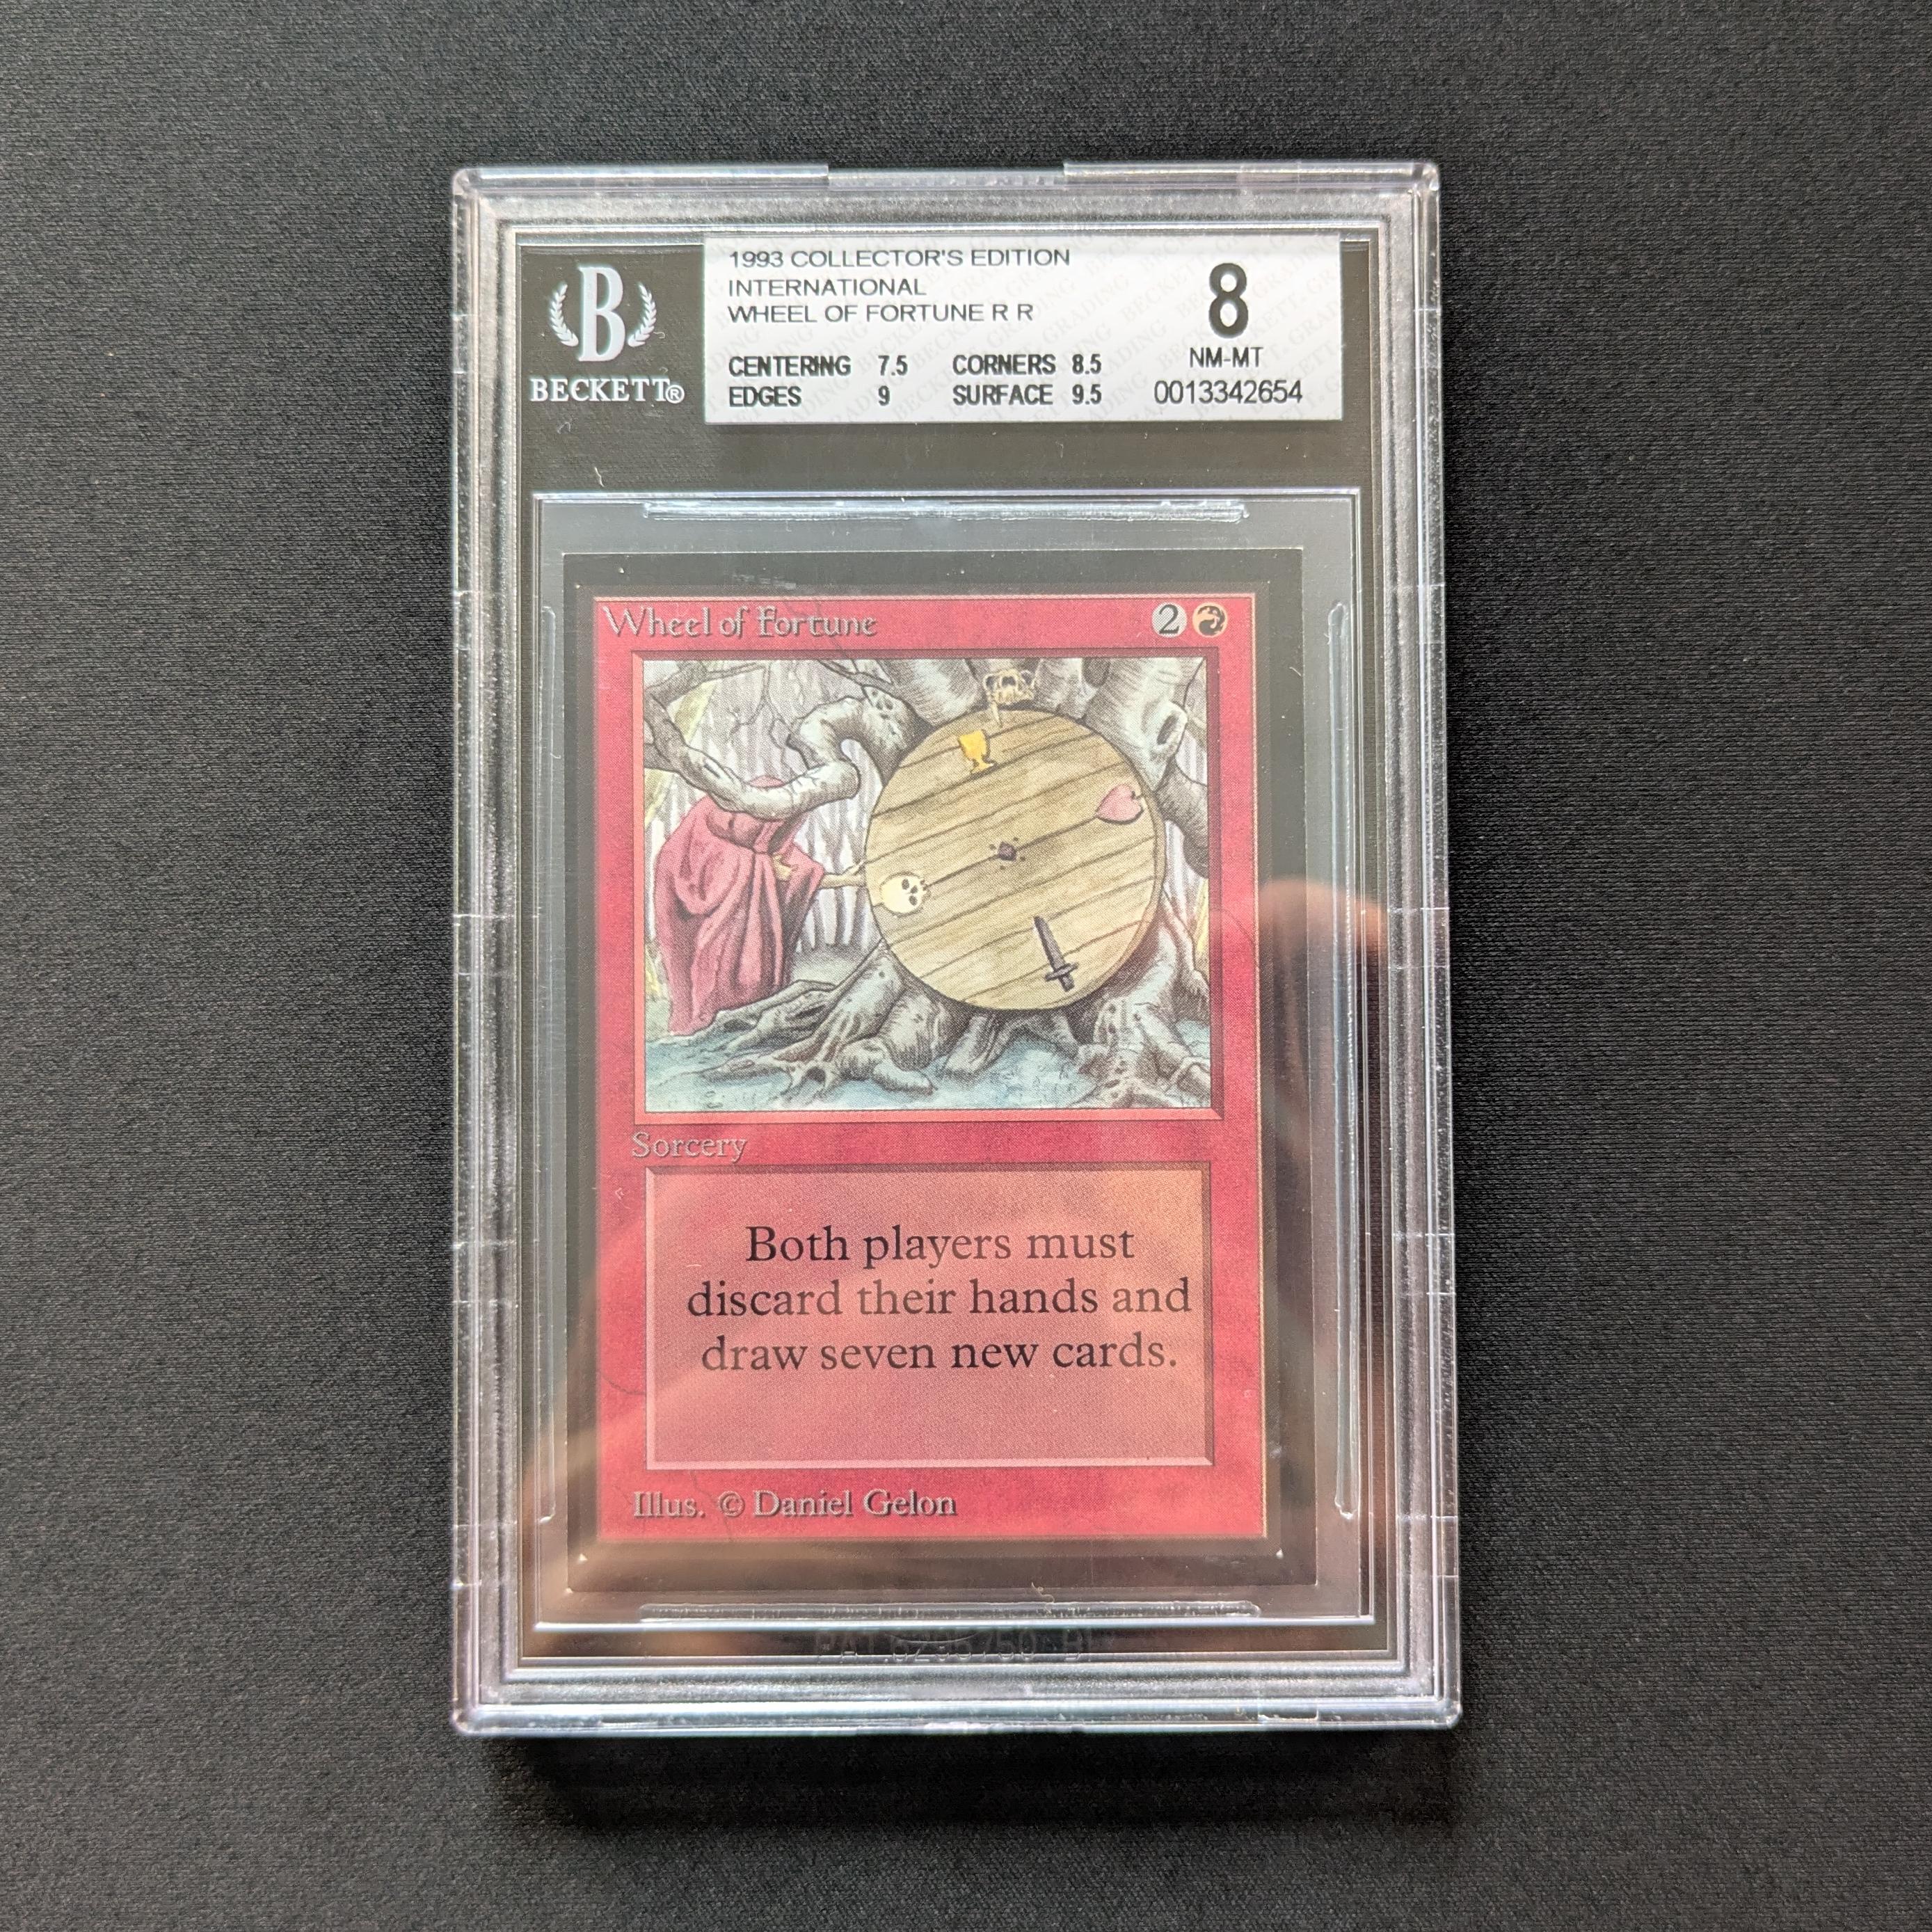 B
BECKETT®
1993 COLLECTOR'S EDITION
INTERNATIONAL
WHEEL OF FORTUNE R R
CENTERING 7.5 CORNERS 8.5
EDGES 9 SURFACE 9.5
8
NM-MT
0013342654
Wheel of Fortune
2
Sorcery
Both players must
discard their hands and
draw seven new cards.
Illus. © Daniel Gelon